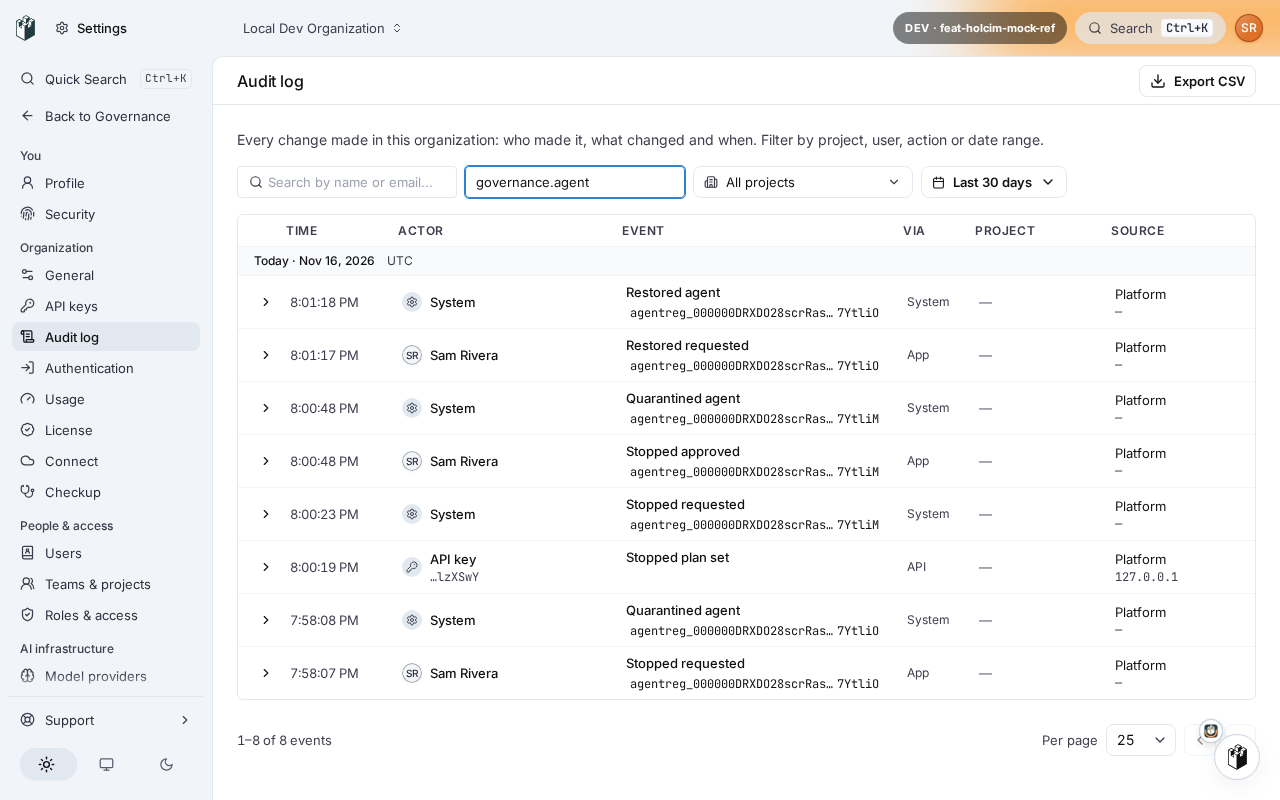 Settings
Local Dev Organization
DEV · feat-holcim-mock-ref
Search Ctrl+K
SR
Quick Search Ctrl+K
Back to Governance
You
Profile
Security
Organization
General
API keys
Audit log
Authentication
Usage
License
Connect
Checkup
People & access
Users
Teams & projects
Roles & access
AI infrastructure
Model providers
Support
Audit log
Export CSV
Every change made in this organization: who made it, what changed and when. Filter by project, user, action or date range.
Search by name or email...
governance.agent
All projects
Last 30 days
TIME ACTOR EVENT VIA PROJECT SOURCE
Today · Nov 16, 2026 UTC
8:01:18 PM System Restored agent System — Platform
agentreg_000000DRXDO28scrRas… 7YtliO –
8:01:17 PM SR Sam Rivera Restored requested App — Platform
agentreg_000000DRXDO28scrRas… 7YtliO –
8:00:48 PM System Quarantined agent System — Platform
agentreg_000000DRXDO28scrRas… 7YtliM –
8:00:48 PM SR Sam Rivera Stopped approved App — Platform
agentreg_000000DRXDO28scrRas… 7YtliM –
8:00:23 PM System Stopped requested System — Platform
agentreg_000000DRXDO28scrRas… 7YtliM –
8:00:19 PM API key Stopped plan set API — Platform
…lzXSwY 127.0.0.1
7:58:08 PM System Quarantined agent System — Platform
agentreg_000000DRXDO28scrRas… 7YtliO –
7:58:07 PM SR Sam Rivera Stopped requested App — Platform
agentreg_000000DRXDO28scrRas… 7YtliO –
1–8 of 8 events
Per page 25